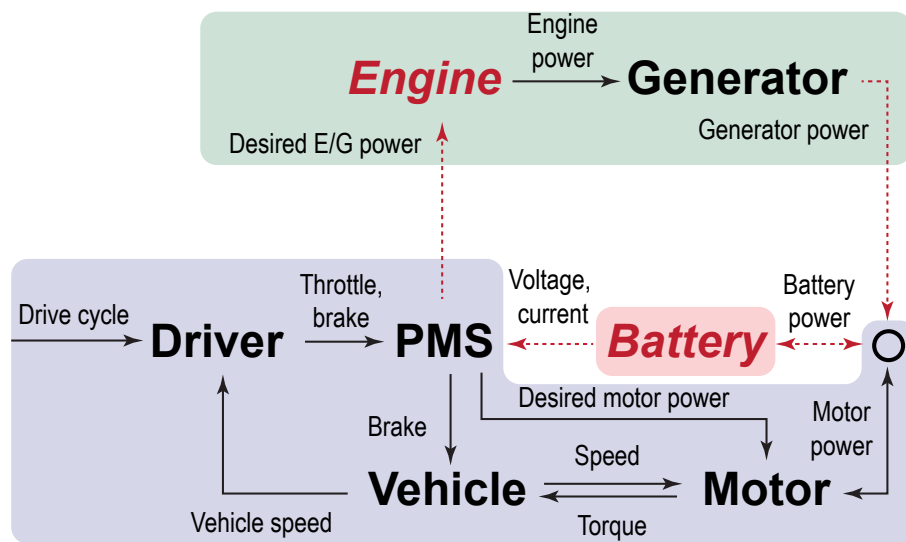 Engine
power
Engine
Generator
Desired E/G power
Generator power
Drive cycle
Throttle,
brake
Voltage,
current
Battery
power
Driver
PMS
Battery
Desired motor power
Brake
Motor
power
Speed
Vehicle
Motor
Vehicle speed
Torque